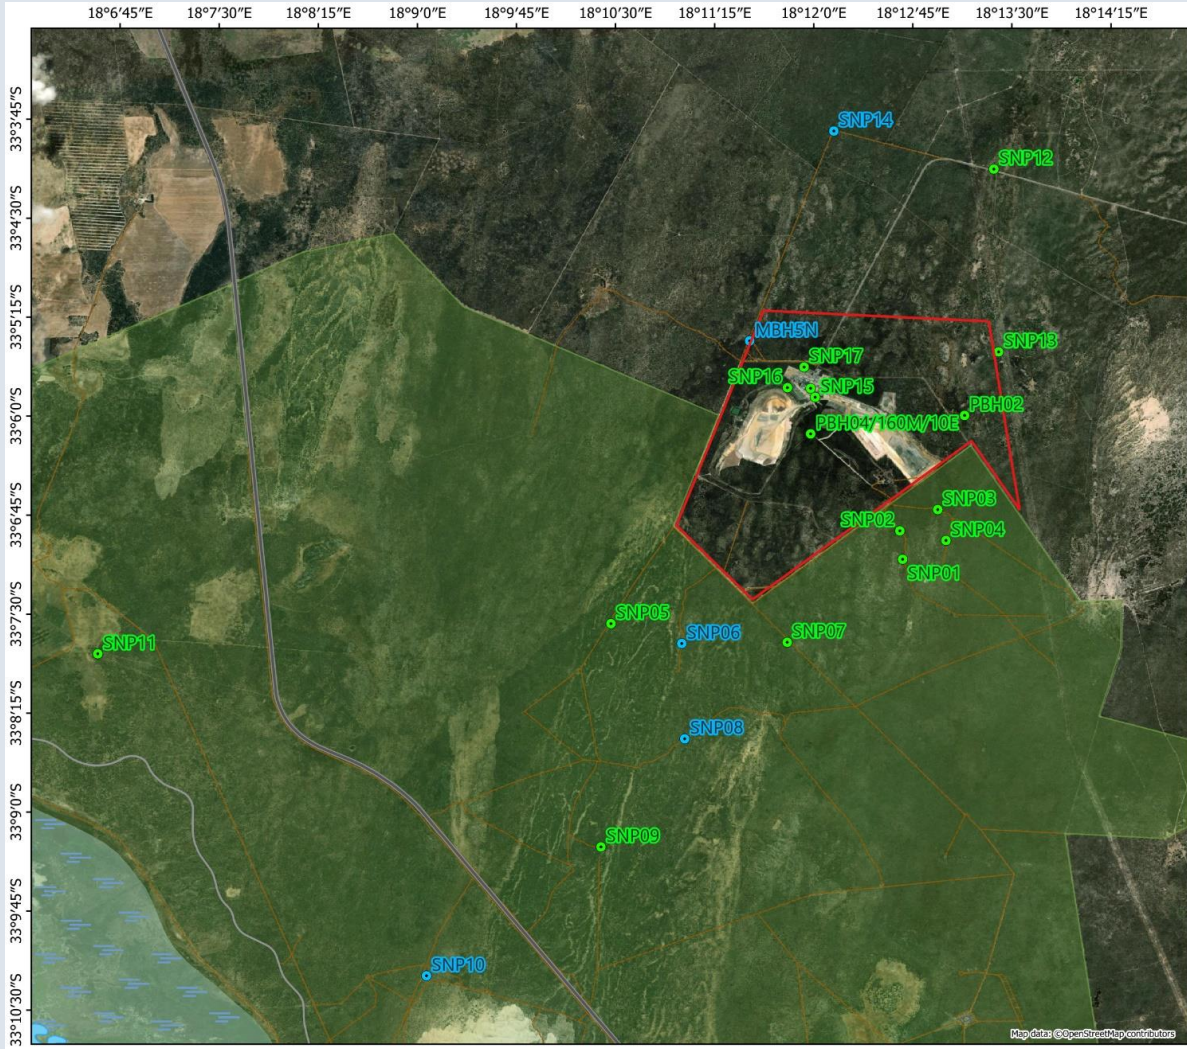 18°6′45″E 18°7′30″E 18°8′15″E 18°9′0″E 18°9′45″E 18°10′30″E 18°11′15″E 18°12′0″E 18°12′45″E 18°13′30″E 18°14′15″E
33°3′45″S
33°4′30″S
33°5′15″S
33°6′0″S
33°6′45″S
33°7′30″S
33°8′15″S
33°9′0″S
33°9′45″S
33°10′30″S
SNP14
SNP12
MBH5N
SNP13
SNP17
SNP16
SNP15
PBH02
PBH04/160M/10E
SNP03
SNP02
SNP04
SNP01
SNP05
SNP06
SNP07
SNP11
SNP08
SNP09
SNP10
Map data: ©OpenStreetMap contributors